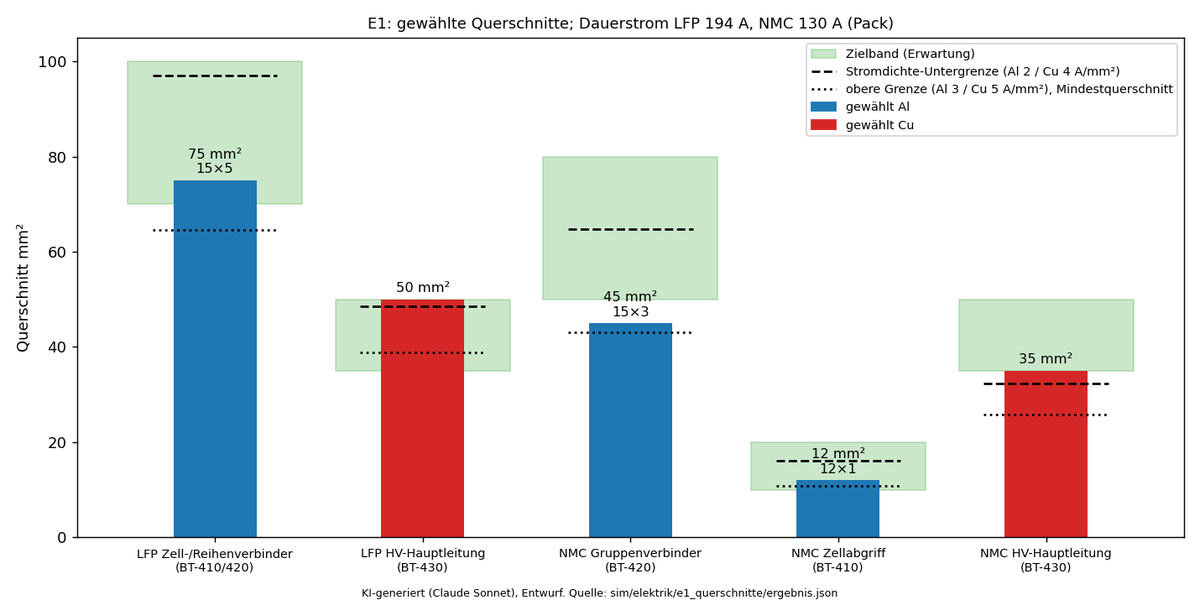 E1: gewählte Querschnitte; Dauerstrom LFP 194 A, NMC 130 A (Pack)
Zielband (Erwartung)
Stromdichte-Untergrenze (Al 2 / Cu 4 A/mm²)
obere Grenze (Al 3 / Cu 5 A/mm²), Mindestquerschnitt
gewählt Al
gewählt Cu
Querschnitt mm²
100
80
60
40
20
0
75 mm²
15×5
50 mm²
45 mm²
15×3
12 mm²
12×1
35 mm²
LFP Zell-/Reihenverbinder
(BT-410/420)
LFP HV-Hauptleitung
(BT-430)
NMC Gruppenverbinder
(BT-420)
NMC Zellabgriff
(BT-410)
NMC HV-Hauptleitung
(BT-430)
KI-generiert (Claude Sonnet), Entwurf. Quelle: sim/elektrik/e1_querschnitte/ergebnis.json